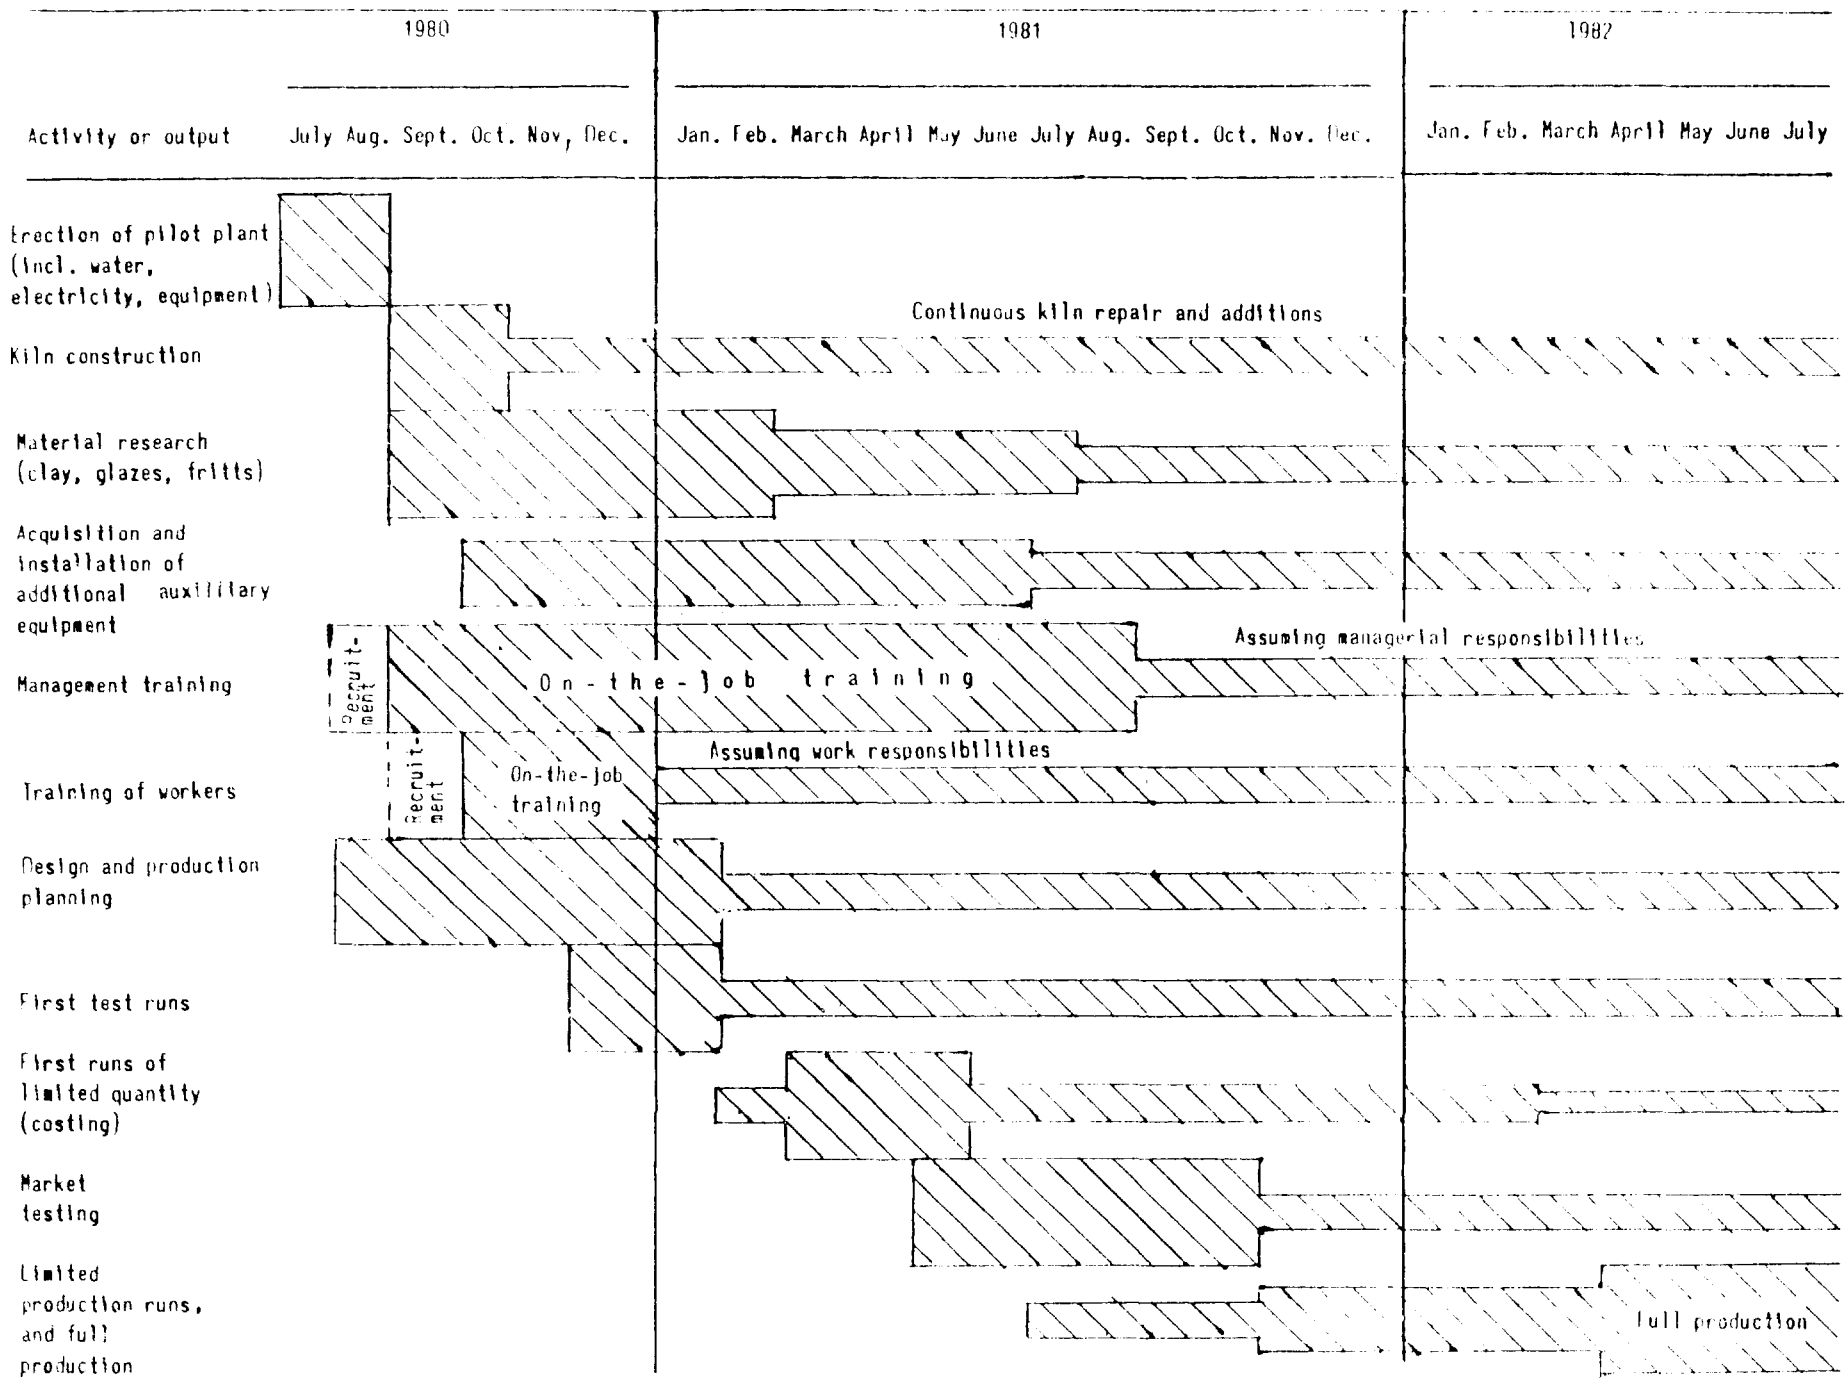 1980 1981 1982
Activity or output July Aug. Sept. Oct. Nov, Dec. Jan. Feb. March April May June July Aug. Sept. Oct. Nov. Dec. Jan. Feb. March April May June July
Erection of pilot plant
(incl. water,
electricity, equipment)
Continuous kiln repair and additions
Kiln construction
Material research
(clay, glazes, fritts)
Acquisition and
installation of
additional auxililary
equipment
Assuming managerial responsibilities
Management training
Recruit-
ment
On-the-job training
Assuming work responsibilities
Training of workers
Recruit-
ment
On-the-job
training
Design and production
planning
First test runs
First runs of
limited quantity
(costing)
Market
testing
Limited
production runs,
and full
production
Full production